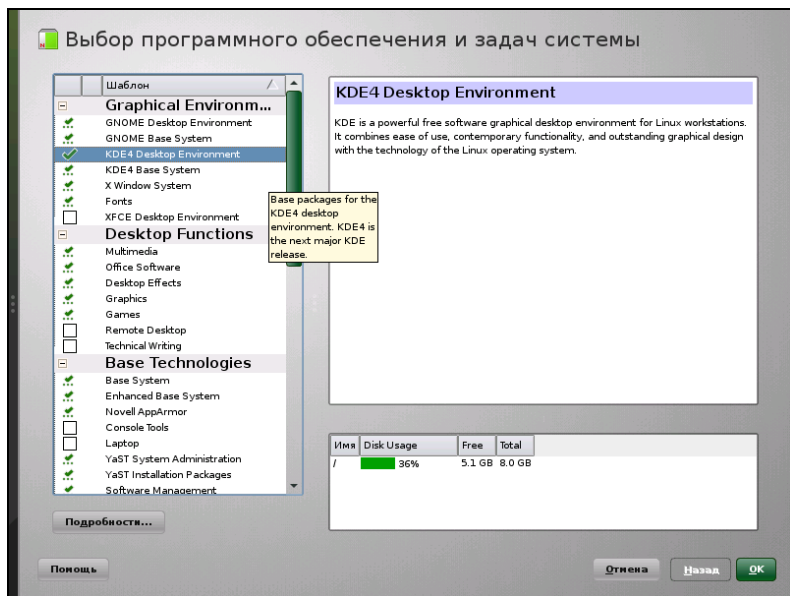 Выбор программного обеспечения и задач системы
Шаблон
Graphical Environm...
GNOME Desktop Environment
GNOME Base System
KDE4 Desktop Environment
KDE4 Base System
X Window System
Fonts
XFCE Desktop Environment
Desktop Functions
Multimedia
Office Software
Desktop Effects
Graphics
Games
Remote Desktop
Technical Writing
Base Technologies
Base System
Enhanced Base System
Novell AppArmor
Console Tools
Laptop
YaST System Administration
YaST Installation Packages
Software Management
Base packages for the
KDE4 desktop
environment. KDE4 is
the next major KDE
release.
Подробности...
KDE4 Desktop Environment
KDE is a powerful free software graphical desktop environment for Linux workstations.
It combines ease of use, contemporary functionality, and outstanding graphical design
with the technology of the Linux operating system.
Имя Disk Usage Free Total
/ 36% 5.1 GB 8.0 GB
Помощь Отмена Назад OK